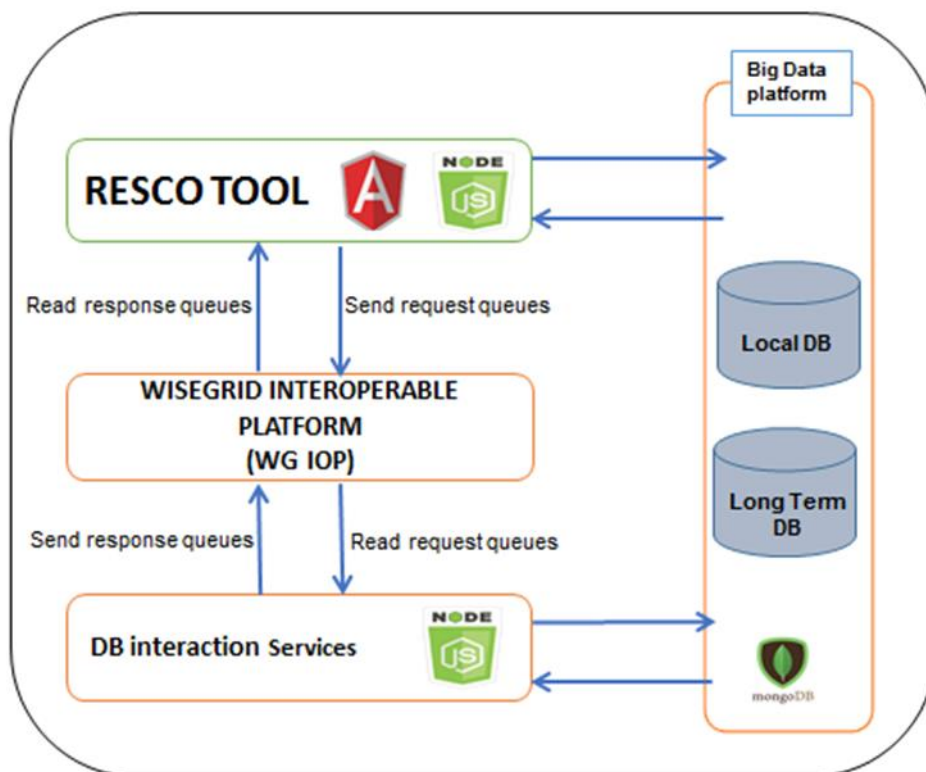 Big Data
platform
RESCO TOOL
A
NODE
JS
Read response queues
Send request queues
Local DB
WISEGRID INTEROPERABLE
PLATFORM
(WG IOP)
Long Term
DB
Send response queues
Read request queues
DB interaction Services
NODE
JS
mongoDB